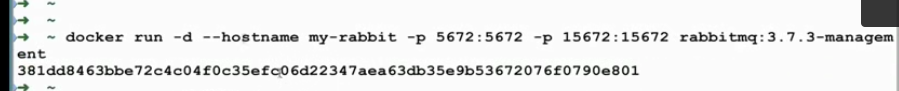 → ~
→ ~
→ ~ docker run -d --hostname my-rabbit -p 5672:5672 -p 15672:15672 rabbitmq:3.7.3-managem
ent
381dd8463bbe72c4c04f0c35efc06d22347aea63db35e9b53672076f0790e801
→ ~